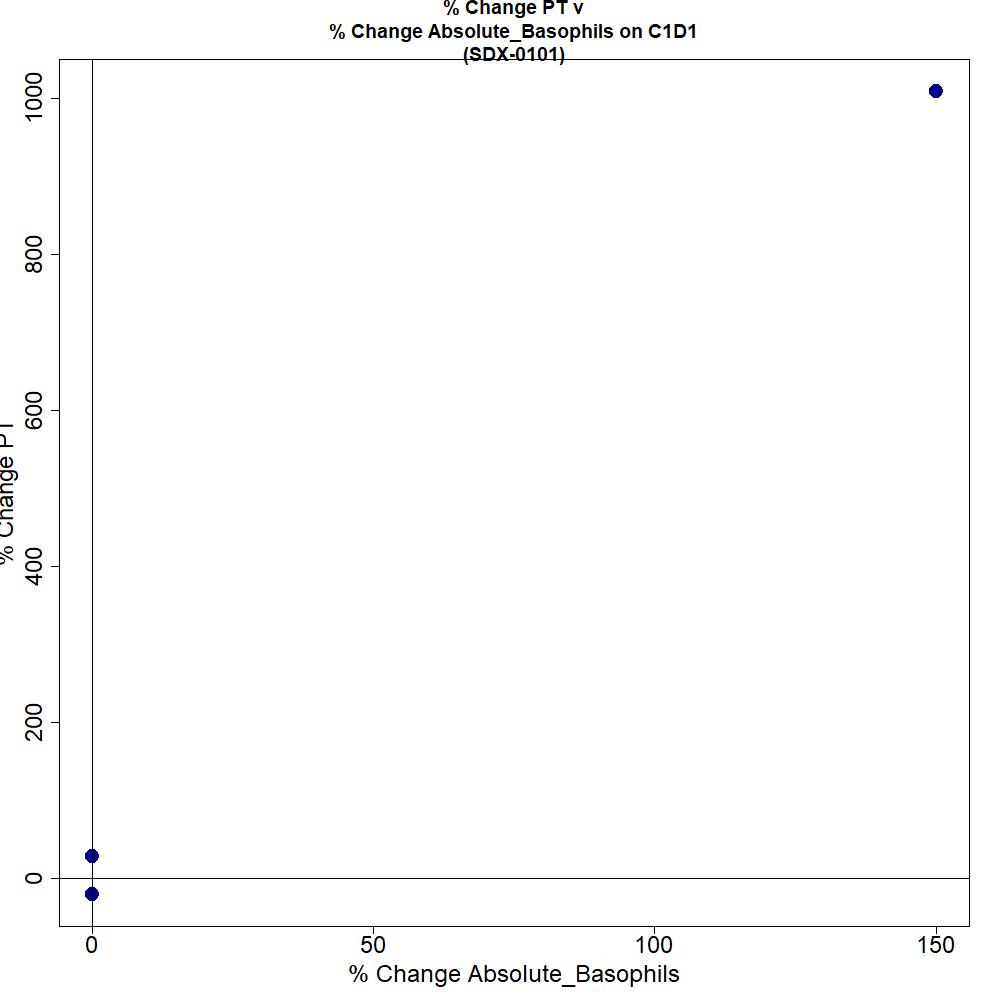 % Change PT v
% Change Absolute_Basophils on C1D1
(SDX-0101)
1000
800
600
400
200
0
% Change PT
0
50
100
150
% Change Absolute_Basophils